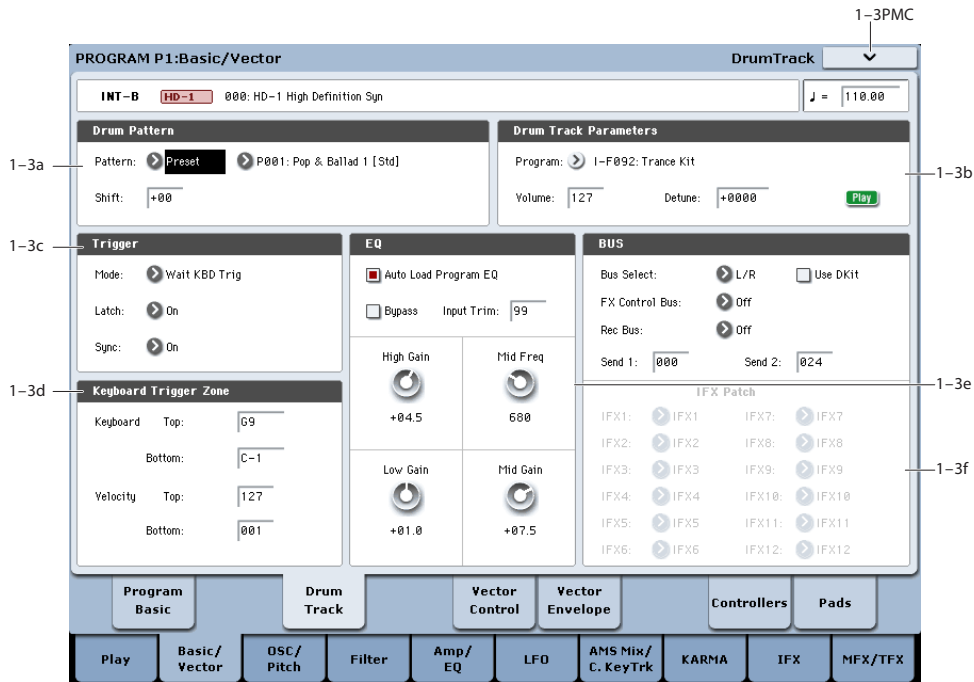 1–3PMC
PROGRAM P1:Basic/Vector DrumTrack
INT–B HD–1 000: HD–1 High Definition Syn ♩ = 110.00
Drum Pattern
Pattern: Preset P001: Pop & Ballad 1 [Std]
Shift: +00
1–3a
Drum Track Parameters
Program: I–F092: Trance Kit
Volume: 127 Detune: +0000 Play
1–3b
1–3c
Trigger
Mode: Wait KBD Trig
Latch: On
Sync: On
1–3d
Keyboard Trigger Zone
Keyboard Top: G9
Bottom: C–1
Velocity Top: 127
Bottom: 001
EQ
Auto Load Program EQ
Bypass Input Trim: 99
High Gain Mid Freq
+04.5 680
Low Gain Mid Gain
+01.0 +07.5
1–3e
BUS
Bus Select: L/R Use DKit
FX Control Bus: Off
Rec Bus: Off
Send 1: 000 Send 2: 024
IFX Patch
IFX1: IFX1 IFX7: IFX7
IFX2: IFX2 IFX8: IFX8
IFX3: IFX3 IFX9: IFX9
IFX4: IFX4 IFX10: IFX10
IFX5: IFX5 IFX11: IFX11
IFX6: IFX6 IFX12: IFX12
1–3f
Program Basic
Drum Track
Vector Control
Vector Envelope
Controllers
Pads
Play
Basic/ Vector
OSC/ Pitch
Filter
Amp/ EQ
LFO
AMS Mix/ C. KeyTrk
KARMA
IFX
MFX/TFX